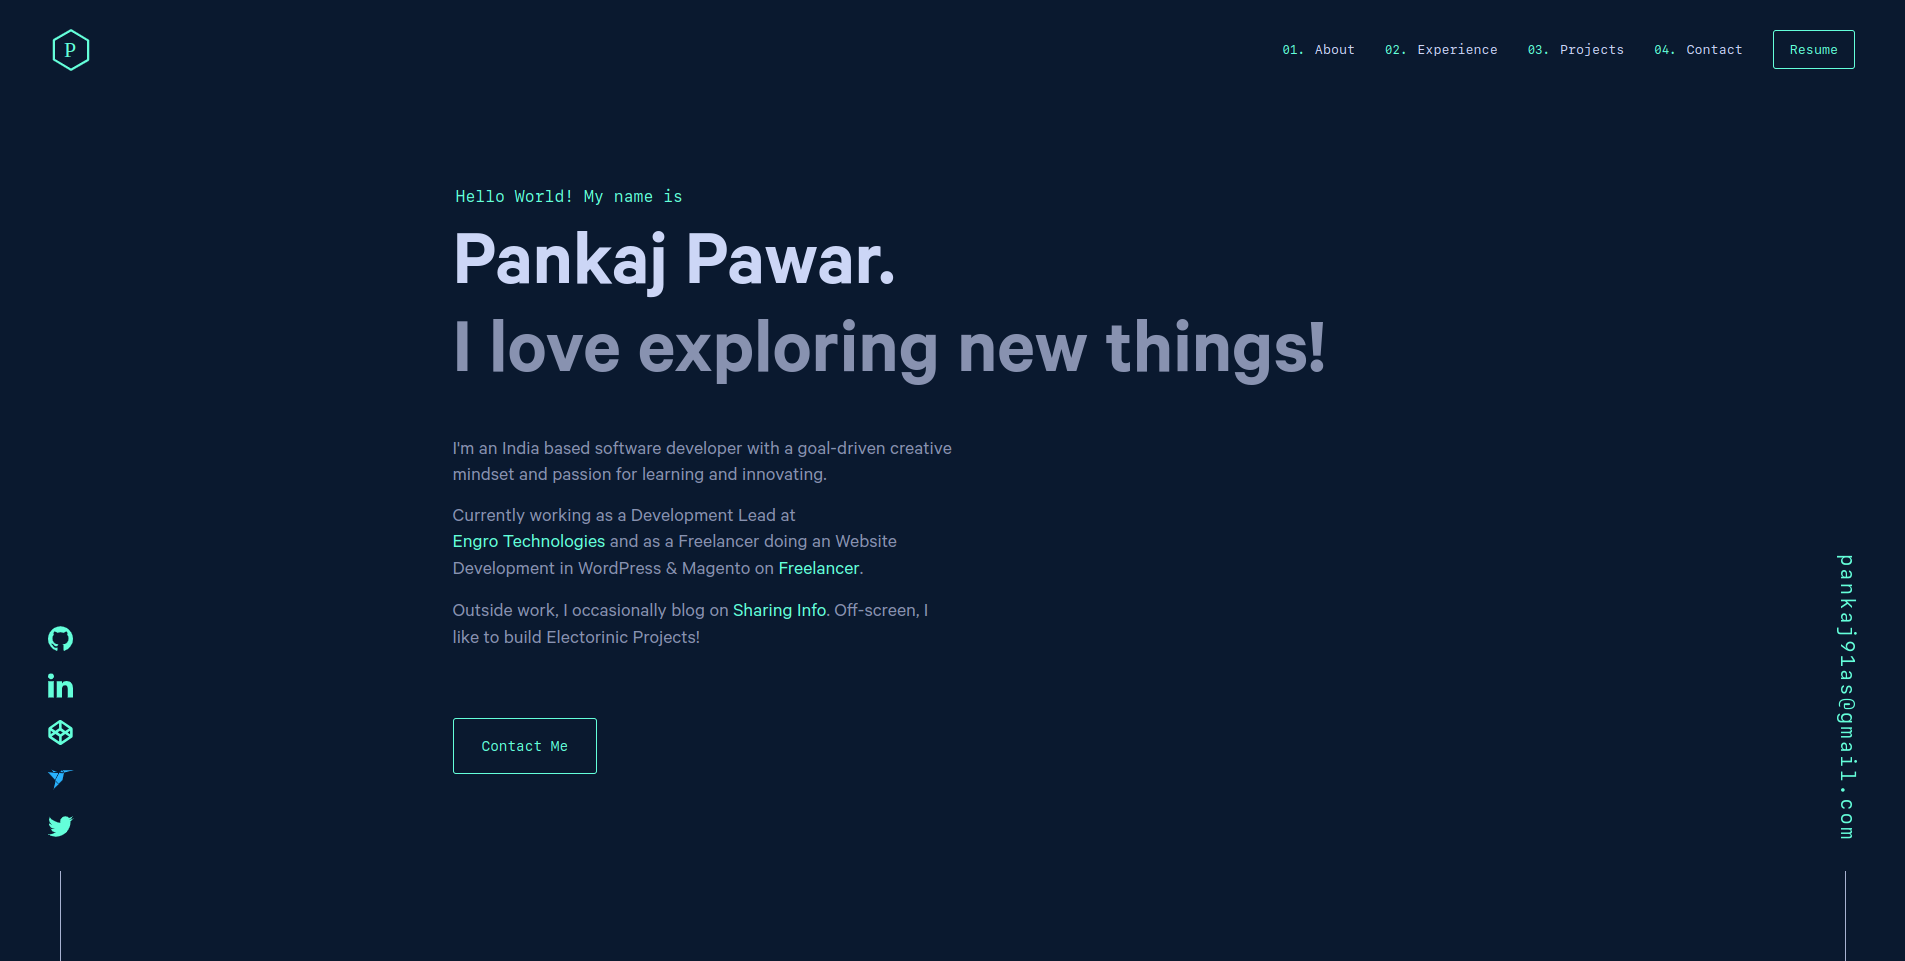 P
01. About 02. Experience 03. Projects 04. Contact Resume
Hello World! My name is
Pankaj Pawar.
I love exploring new things!
I'm an India based software developer with a goal-driven creative
mindset and passion for learning and innovating.
Currently working as a Development Lead at
Engro Technologies and as a Freelancer doing an Website
Development in WordPress & Magento on Freelancer.
Outside work, I occasionally blog on Sharing Info. Off-screen, I
like to build Electorinic Projects!
Contact Me
in
pankaj91as@gmail.com